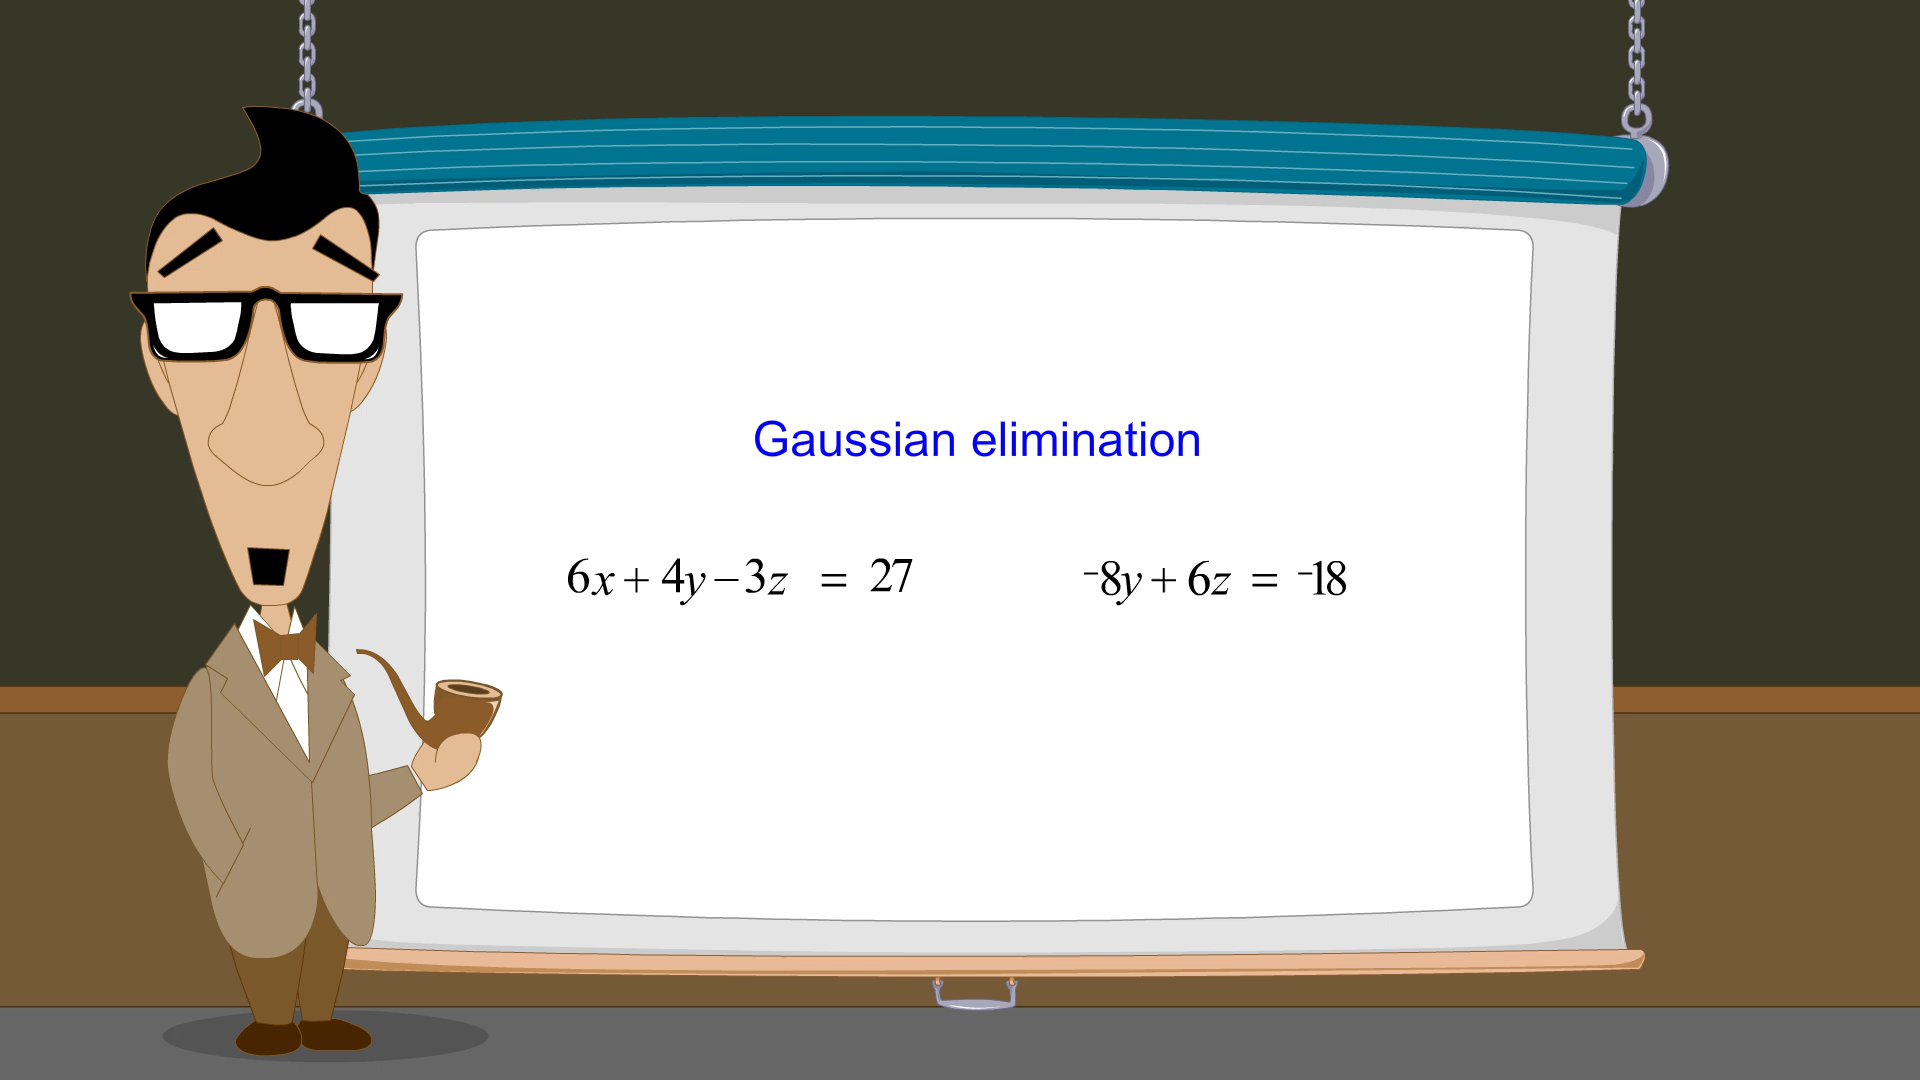 Gaussian elimination
6x + 4y − 3z = 27 ⁻8y + 6z = ⁻18